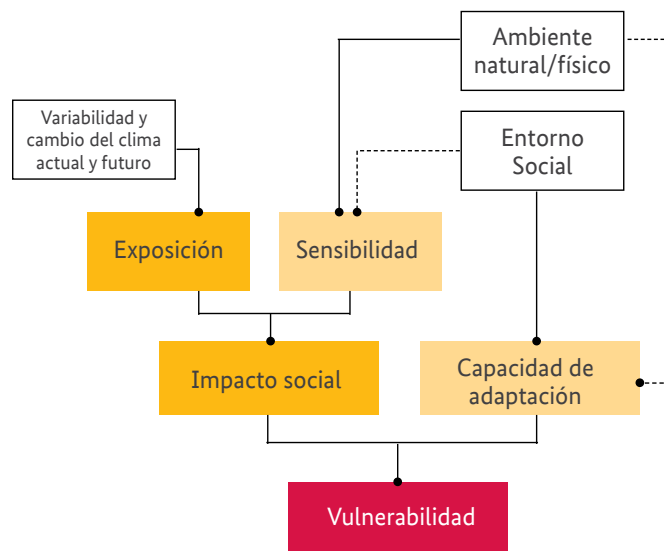 Ambiente
natural/físico
Variabilidad y
cambio del clima
actual y futuro
Entorno
Social
Exposición
Sensibilidad
Impacto social
Capacidad de
adaptación
Vulnerabilidad